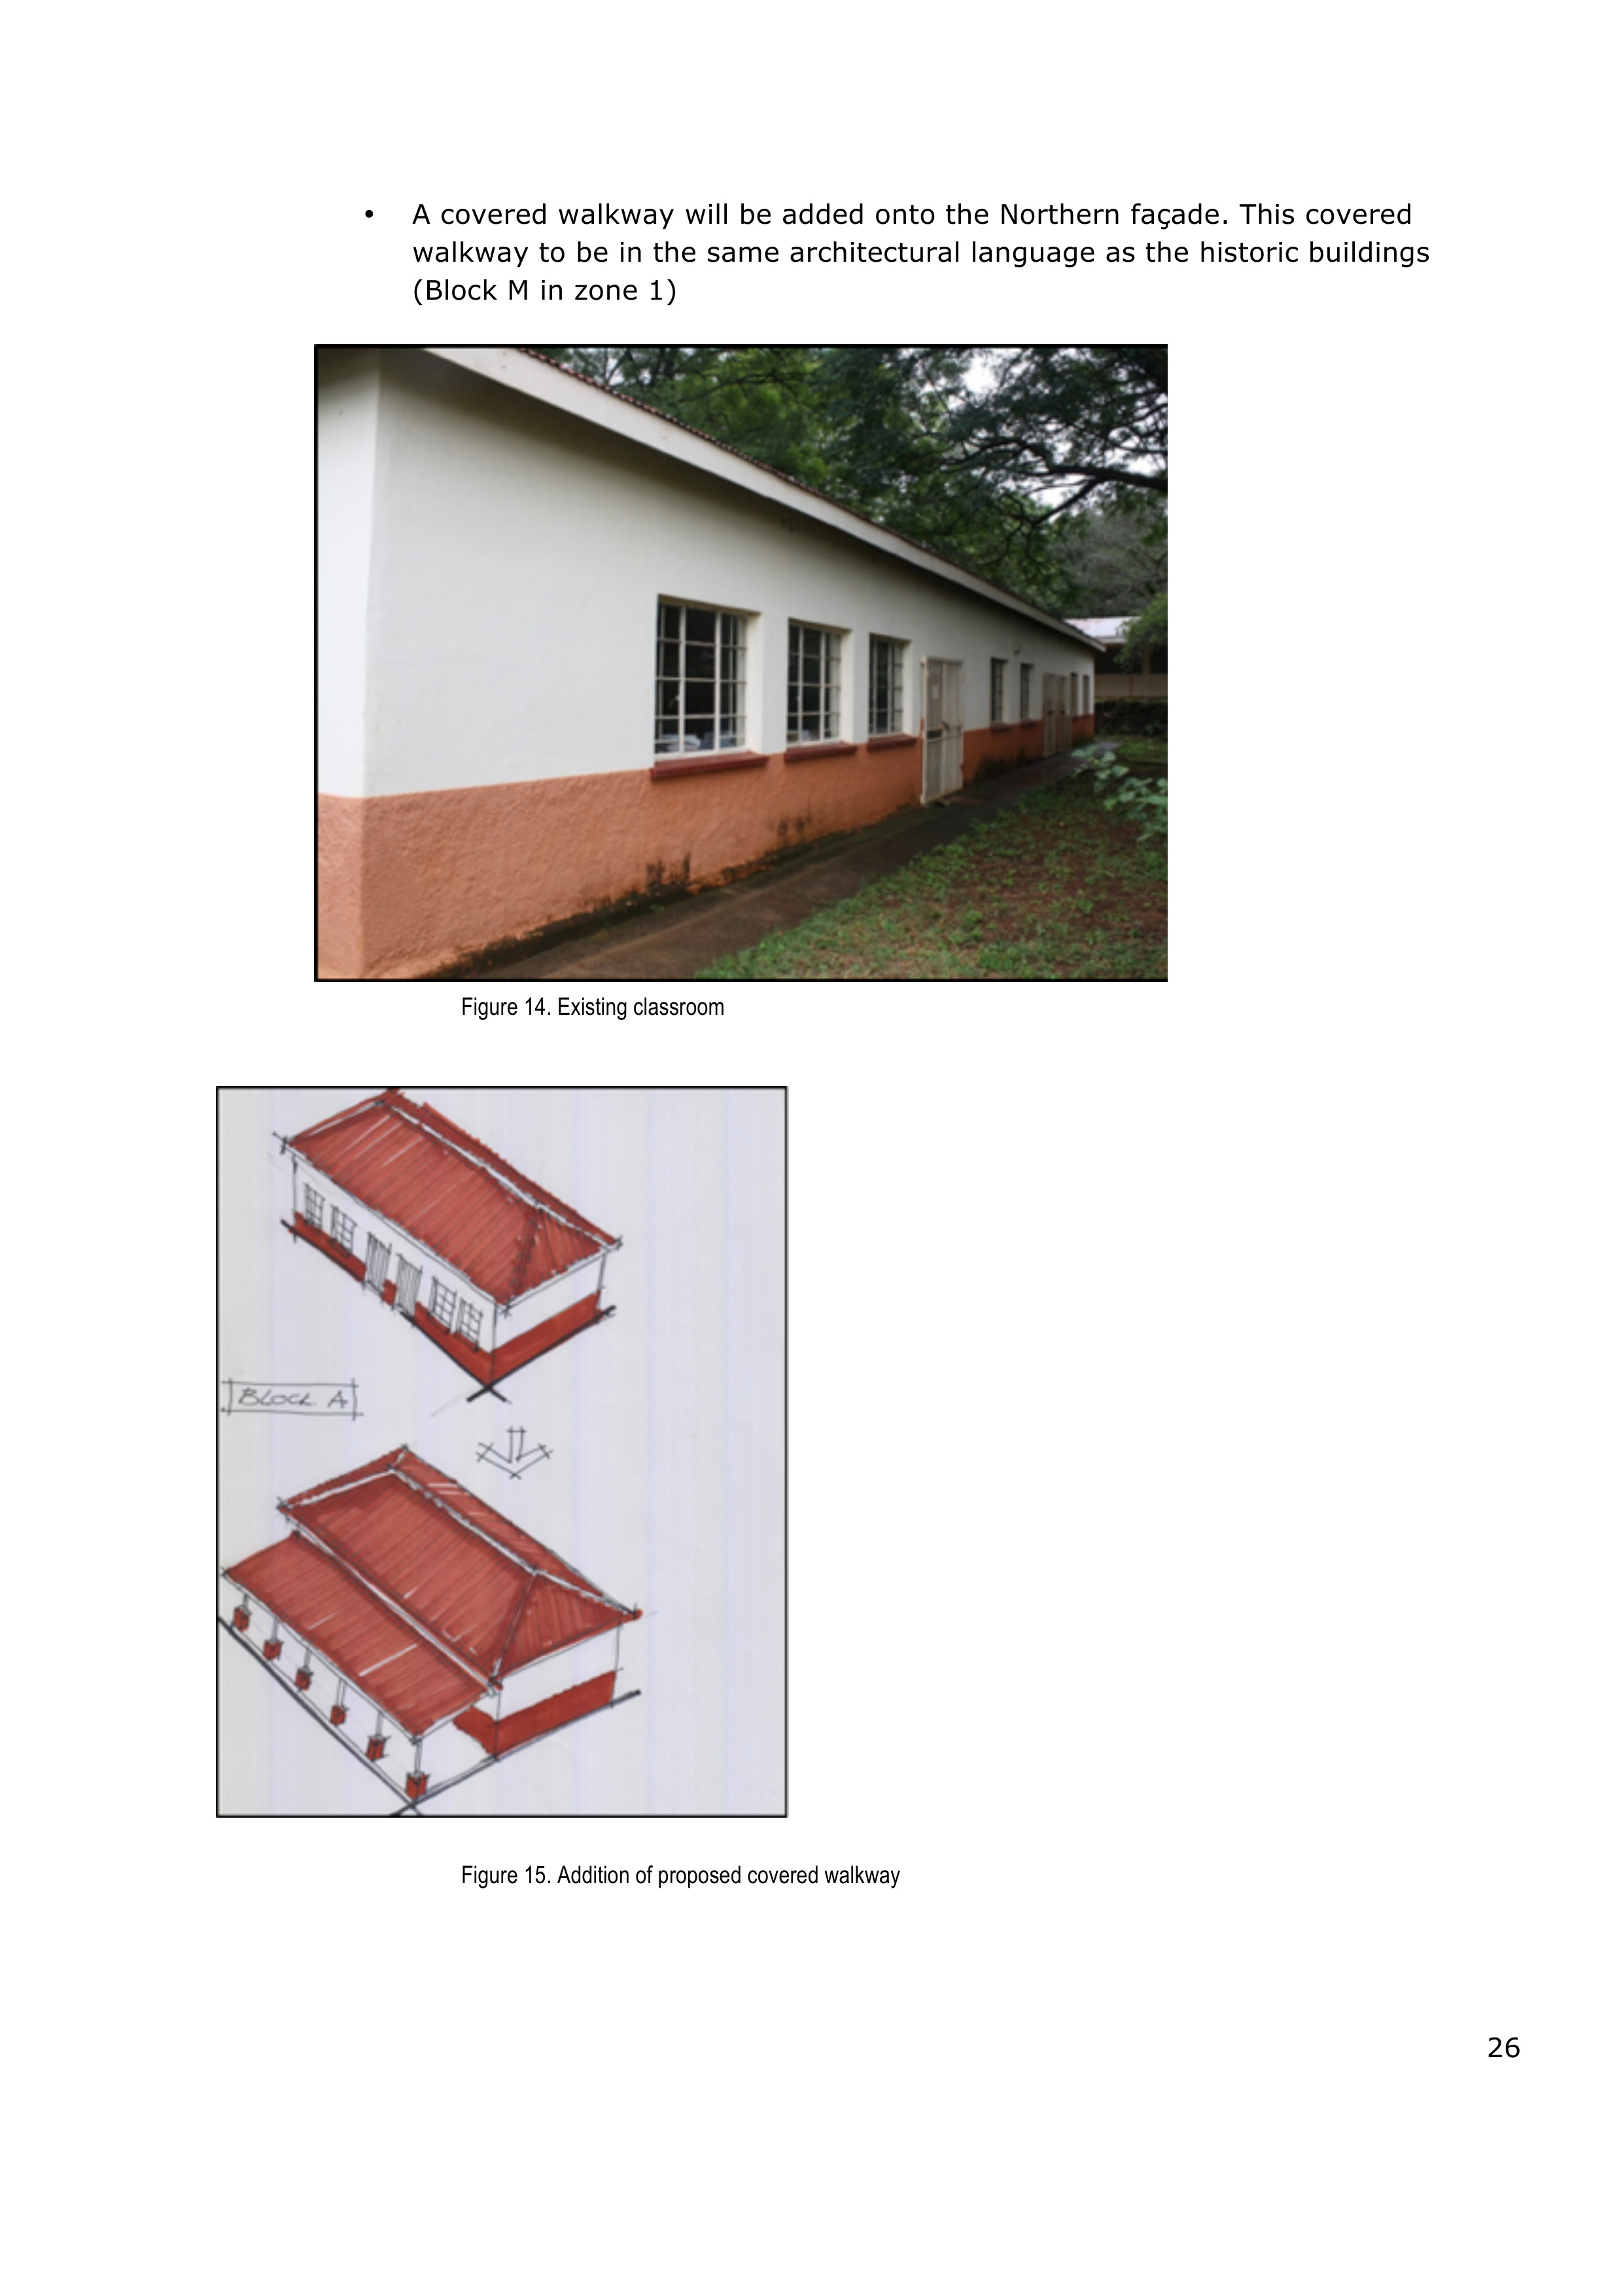 • A covered walkway will be added onto the Northern façade. This covered
walkway to be in the same architectural language as the historic buildings
(Block M in zone 1)
Figure 14. Existing classroom
BLOCK. A
Figure 15. Addition of proposed covered walkway
26